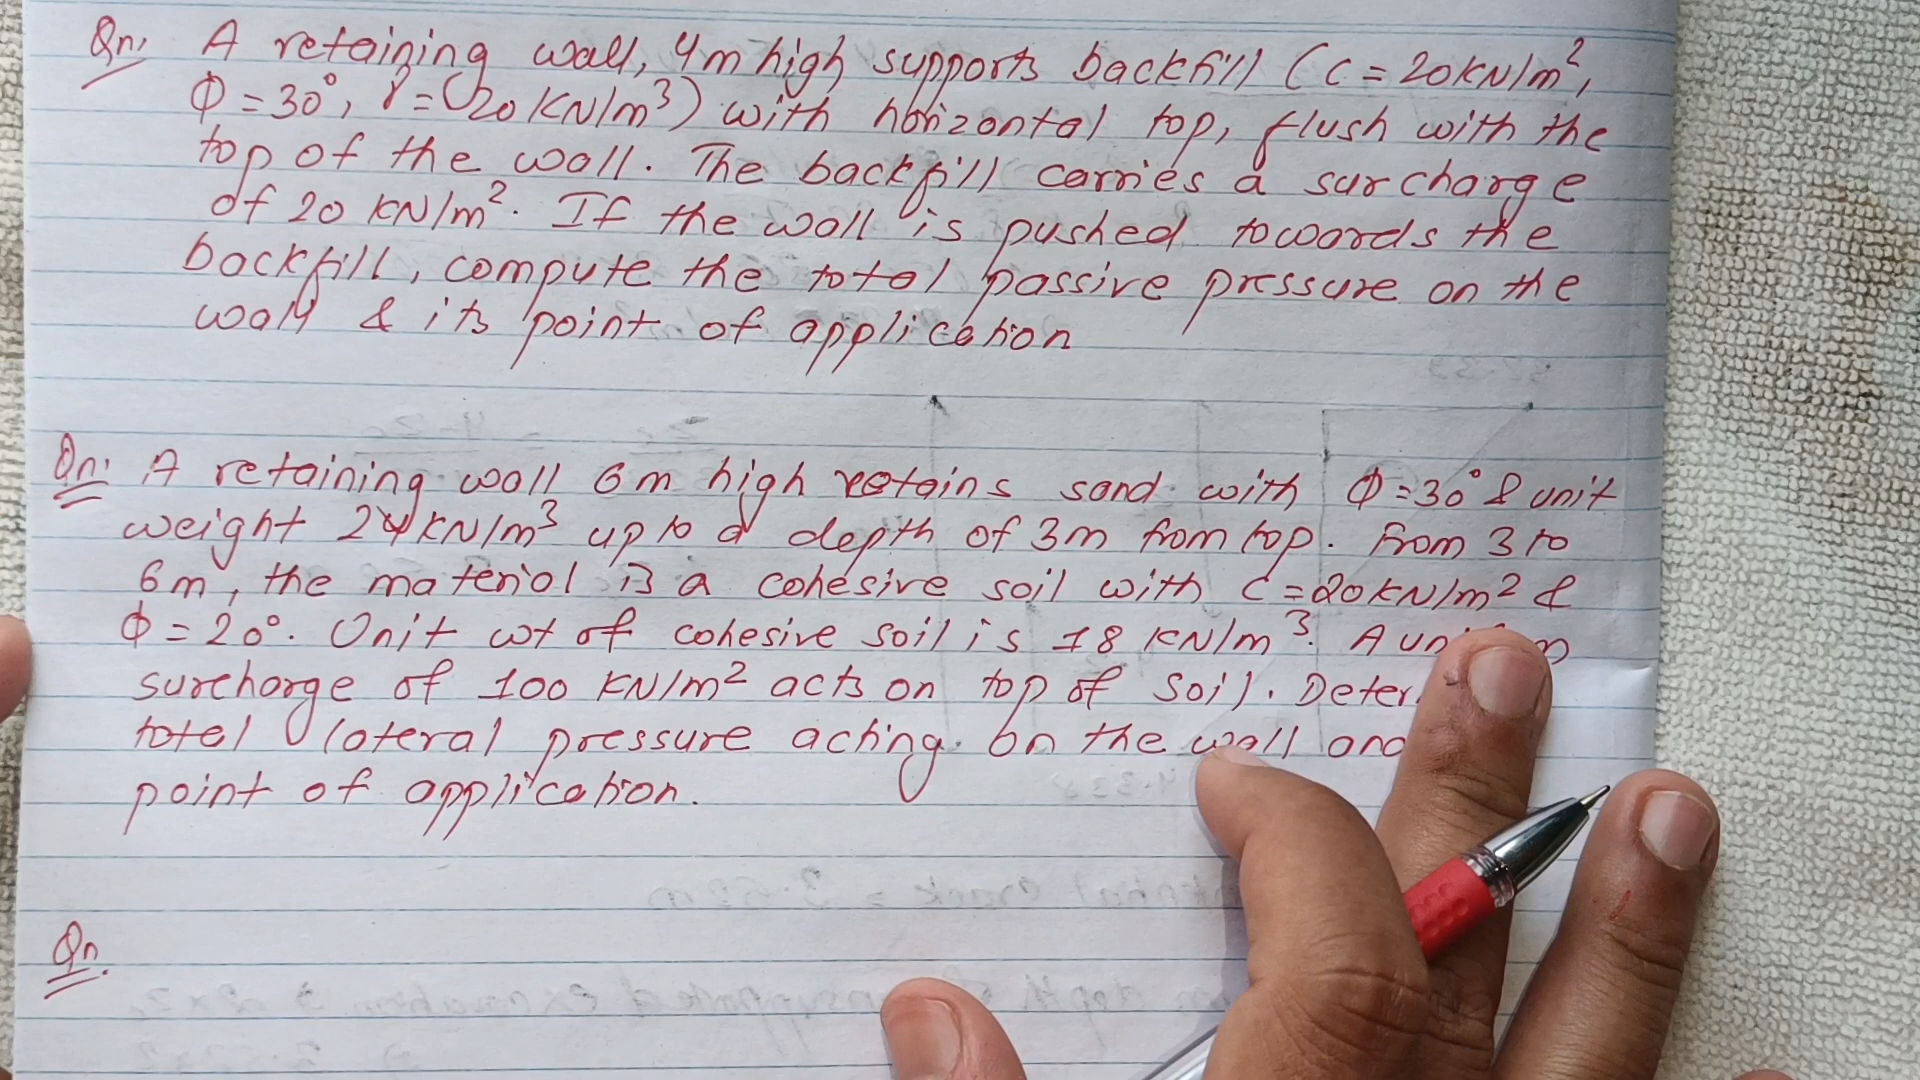 Qn. A retaining wall, 4m high supports backfill (C = 20KN/m²,
Φ = 30°, γ = 20 KN/m³) with horizontal top, flush with the
top of the wall. The backfill carries a surcharge
of 20 KN/m². If the wall is pushed towards the
backfill, compute the total passive pressure on the
wall & its point of application
Qn: A retaining wall 6m high retains sand with Φ = 30° & unit
weight KN/m³ upto a depth of 3m from top. From 3 to
6m, the material is a cohesive soil with C = 20KN/m² &
Φ = 20°. Unit wt of cohesive soil is 18 KN/m³. A
surcharge of 100 KN/m² acts on top of soil. Deter
total lateral pressure acting on the wall and
point of application.
Qn.